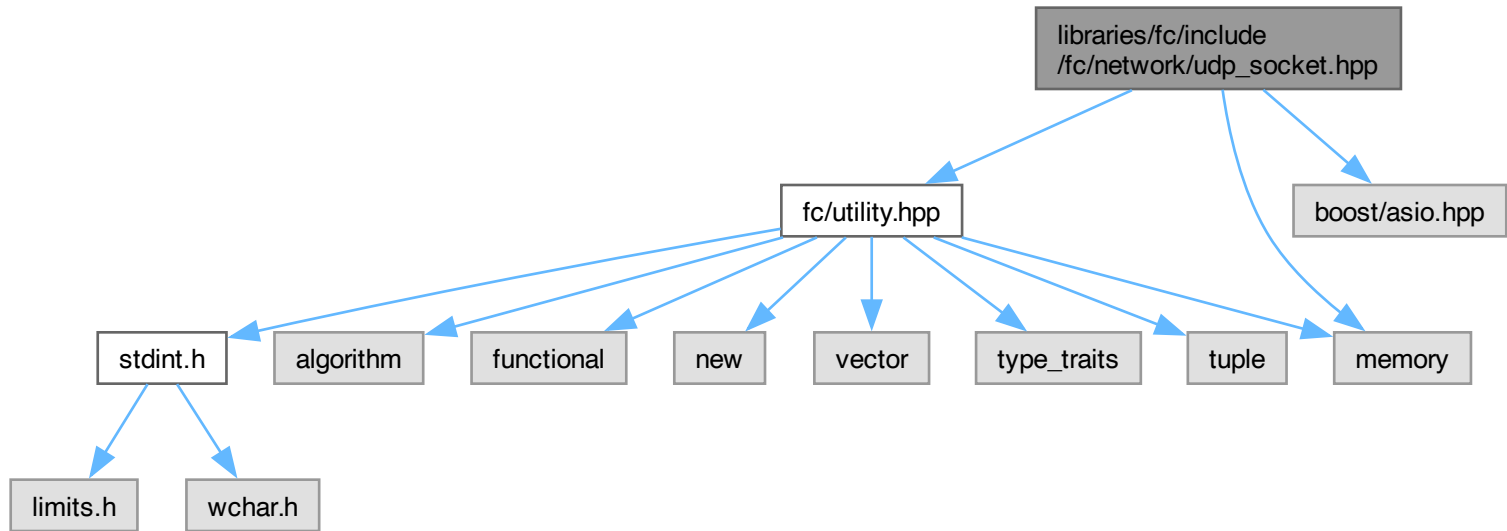 libraries/fc/include
/fc/network/udp_socket.hpp
fc/utility.hpp
boost/asio.hpp
stdint.h
algorithm
functional
new
vector
type_traits
tuple
memory
limits.h
wchar.h